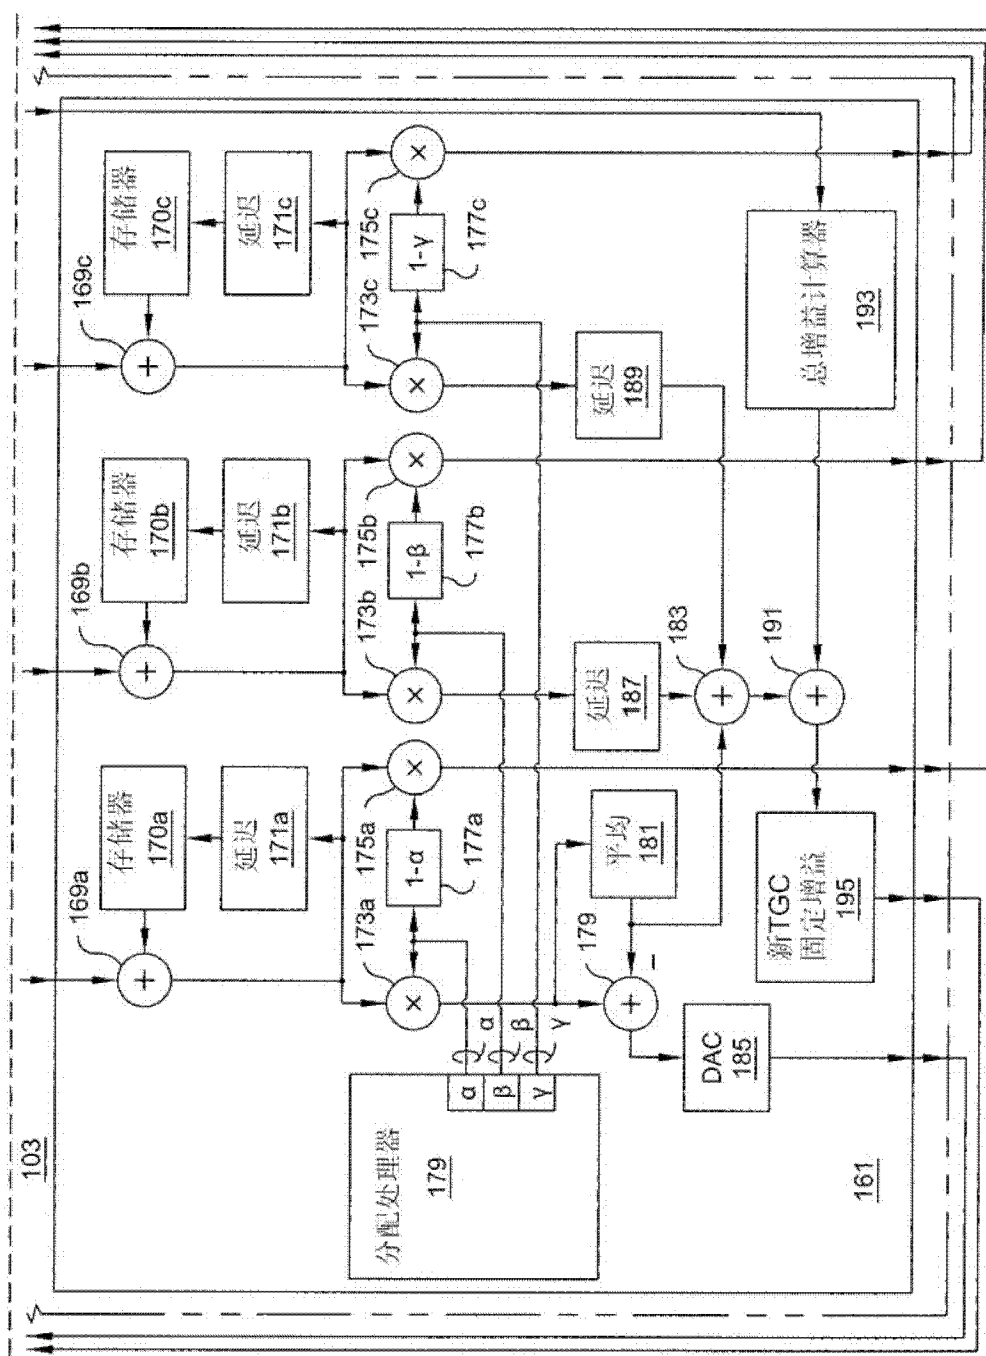 103
169a
存储器
170a
延迟
171a
173a
175a
1-α
177a
169b
存储器
170b
延迟
171b
173b
175b
1-β
177b
169c
存储器
170c
延迟
171c
173c
175c
1-γ
177c
分配处理器
179
α
β
γ
α
β
γ
179
平均
181
DAC
185
延迟
187
延迟
189
183
191
总增益计算器
193
新TGC
固定增益
195
161